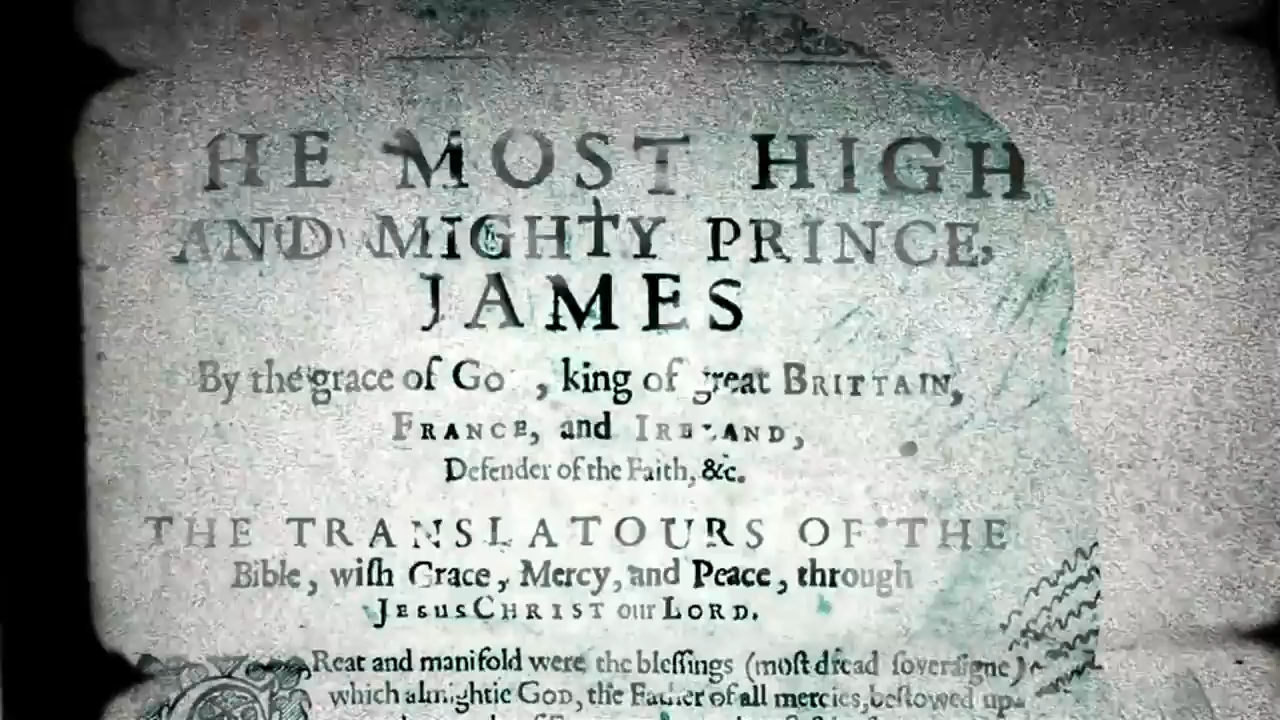 HE MOST HIGH
AND MIGHTY PRINCE,
JAMES
By the grace of Go , king of great BRITTAIN,
FRANCE, and IRELAND,
Defender of the Faith, &c.
THE TRANSLATOURS OF THE
Bible, wiſh Grace, Mercy, and Peace, through
JESUS CHRIST our LORD.
Reat and manifold were the bleſſings (moſt dread ſoveraigne)
which almightie GOD, the Father of all mercies, beſtowed up-